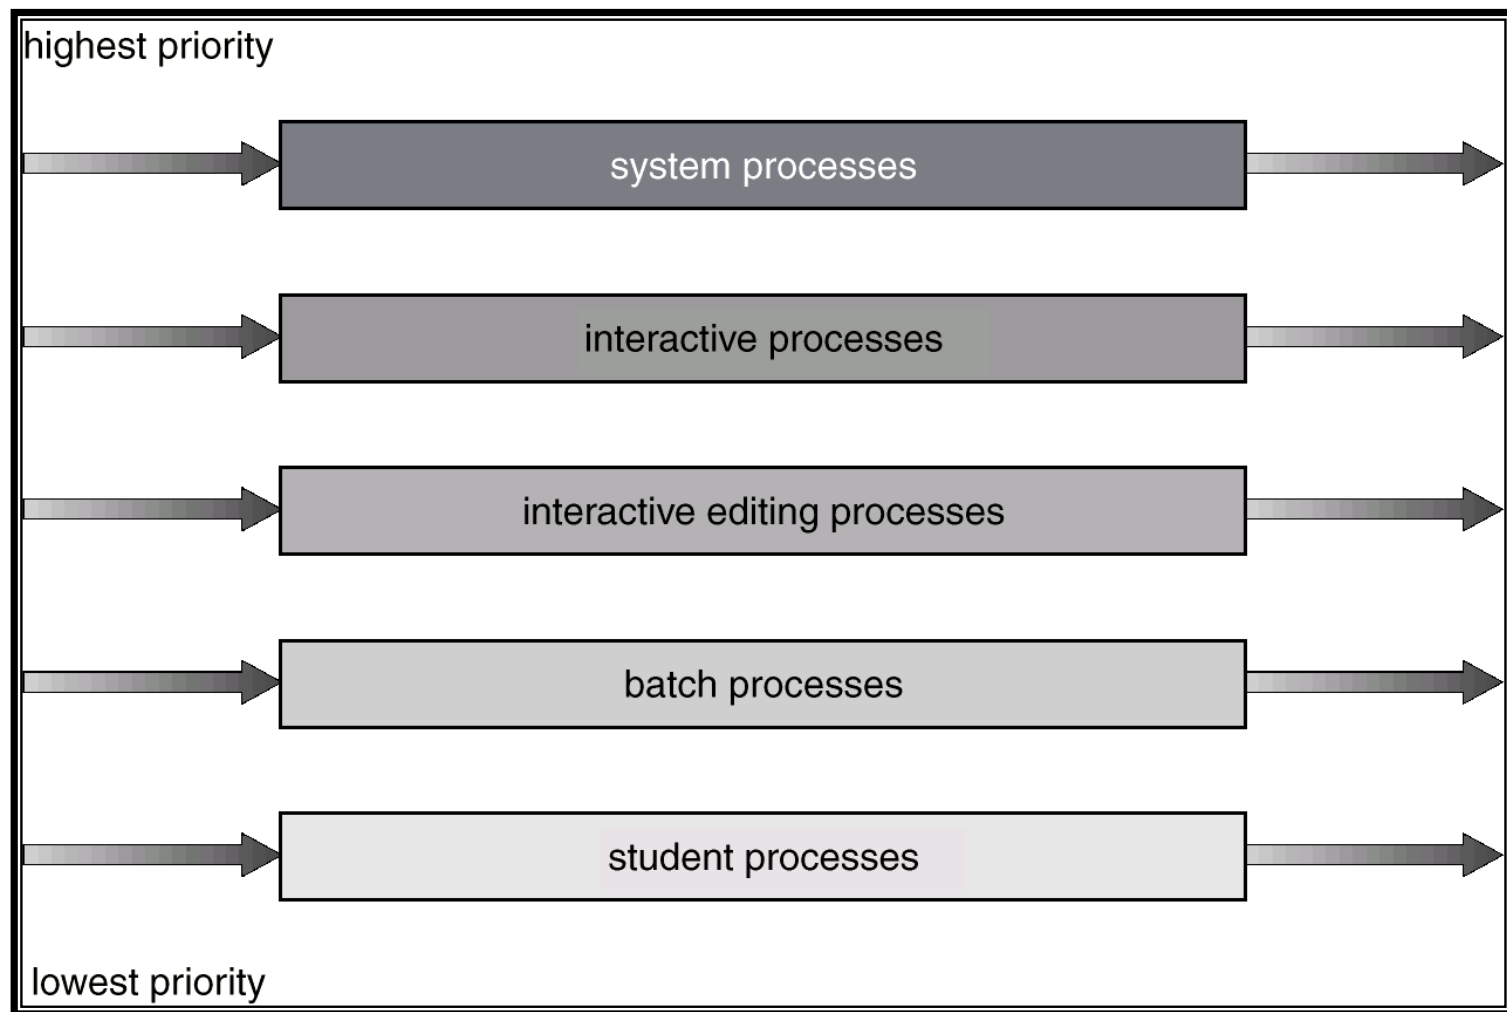 highest priority
system processes
interactive processes
interactive editing processes
batch processes
student processes
lowest priority